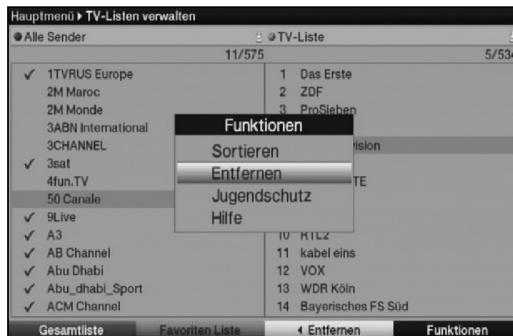 Hauptmenü ▸ TV-Listen verwalten
Alle Sender
11/575
✓ 1TVRUS Europe
2M Maroc
2M Monde
3ABN International
3CHANNEL
✓ 3sat
4fun.TV
50 Canale
✓ 9Live
✓ A3
✓ AB Channel
✓ Abu Dhabi
✓ Abu_dhabi_Sport
✓ ACM Channel
TV-Liste
5/534
1 Das Erste
2 ZDF
3 ProSieben
ision
TE
10 RTL2
11 kabel eins
12 VOX
13 WDR Köln
14 Bayerisches FS Süd
Funktionen
Sortieren
Entfernen
Jugendschutz
Hilfe
Gesamtliste
Favoriten Liste
Entfernen
Funktionen